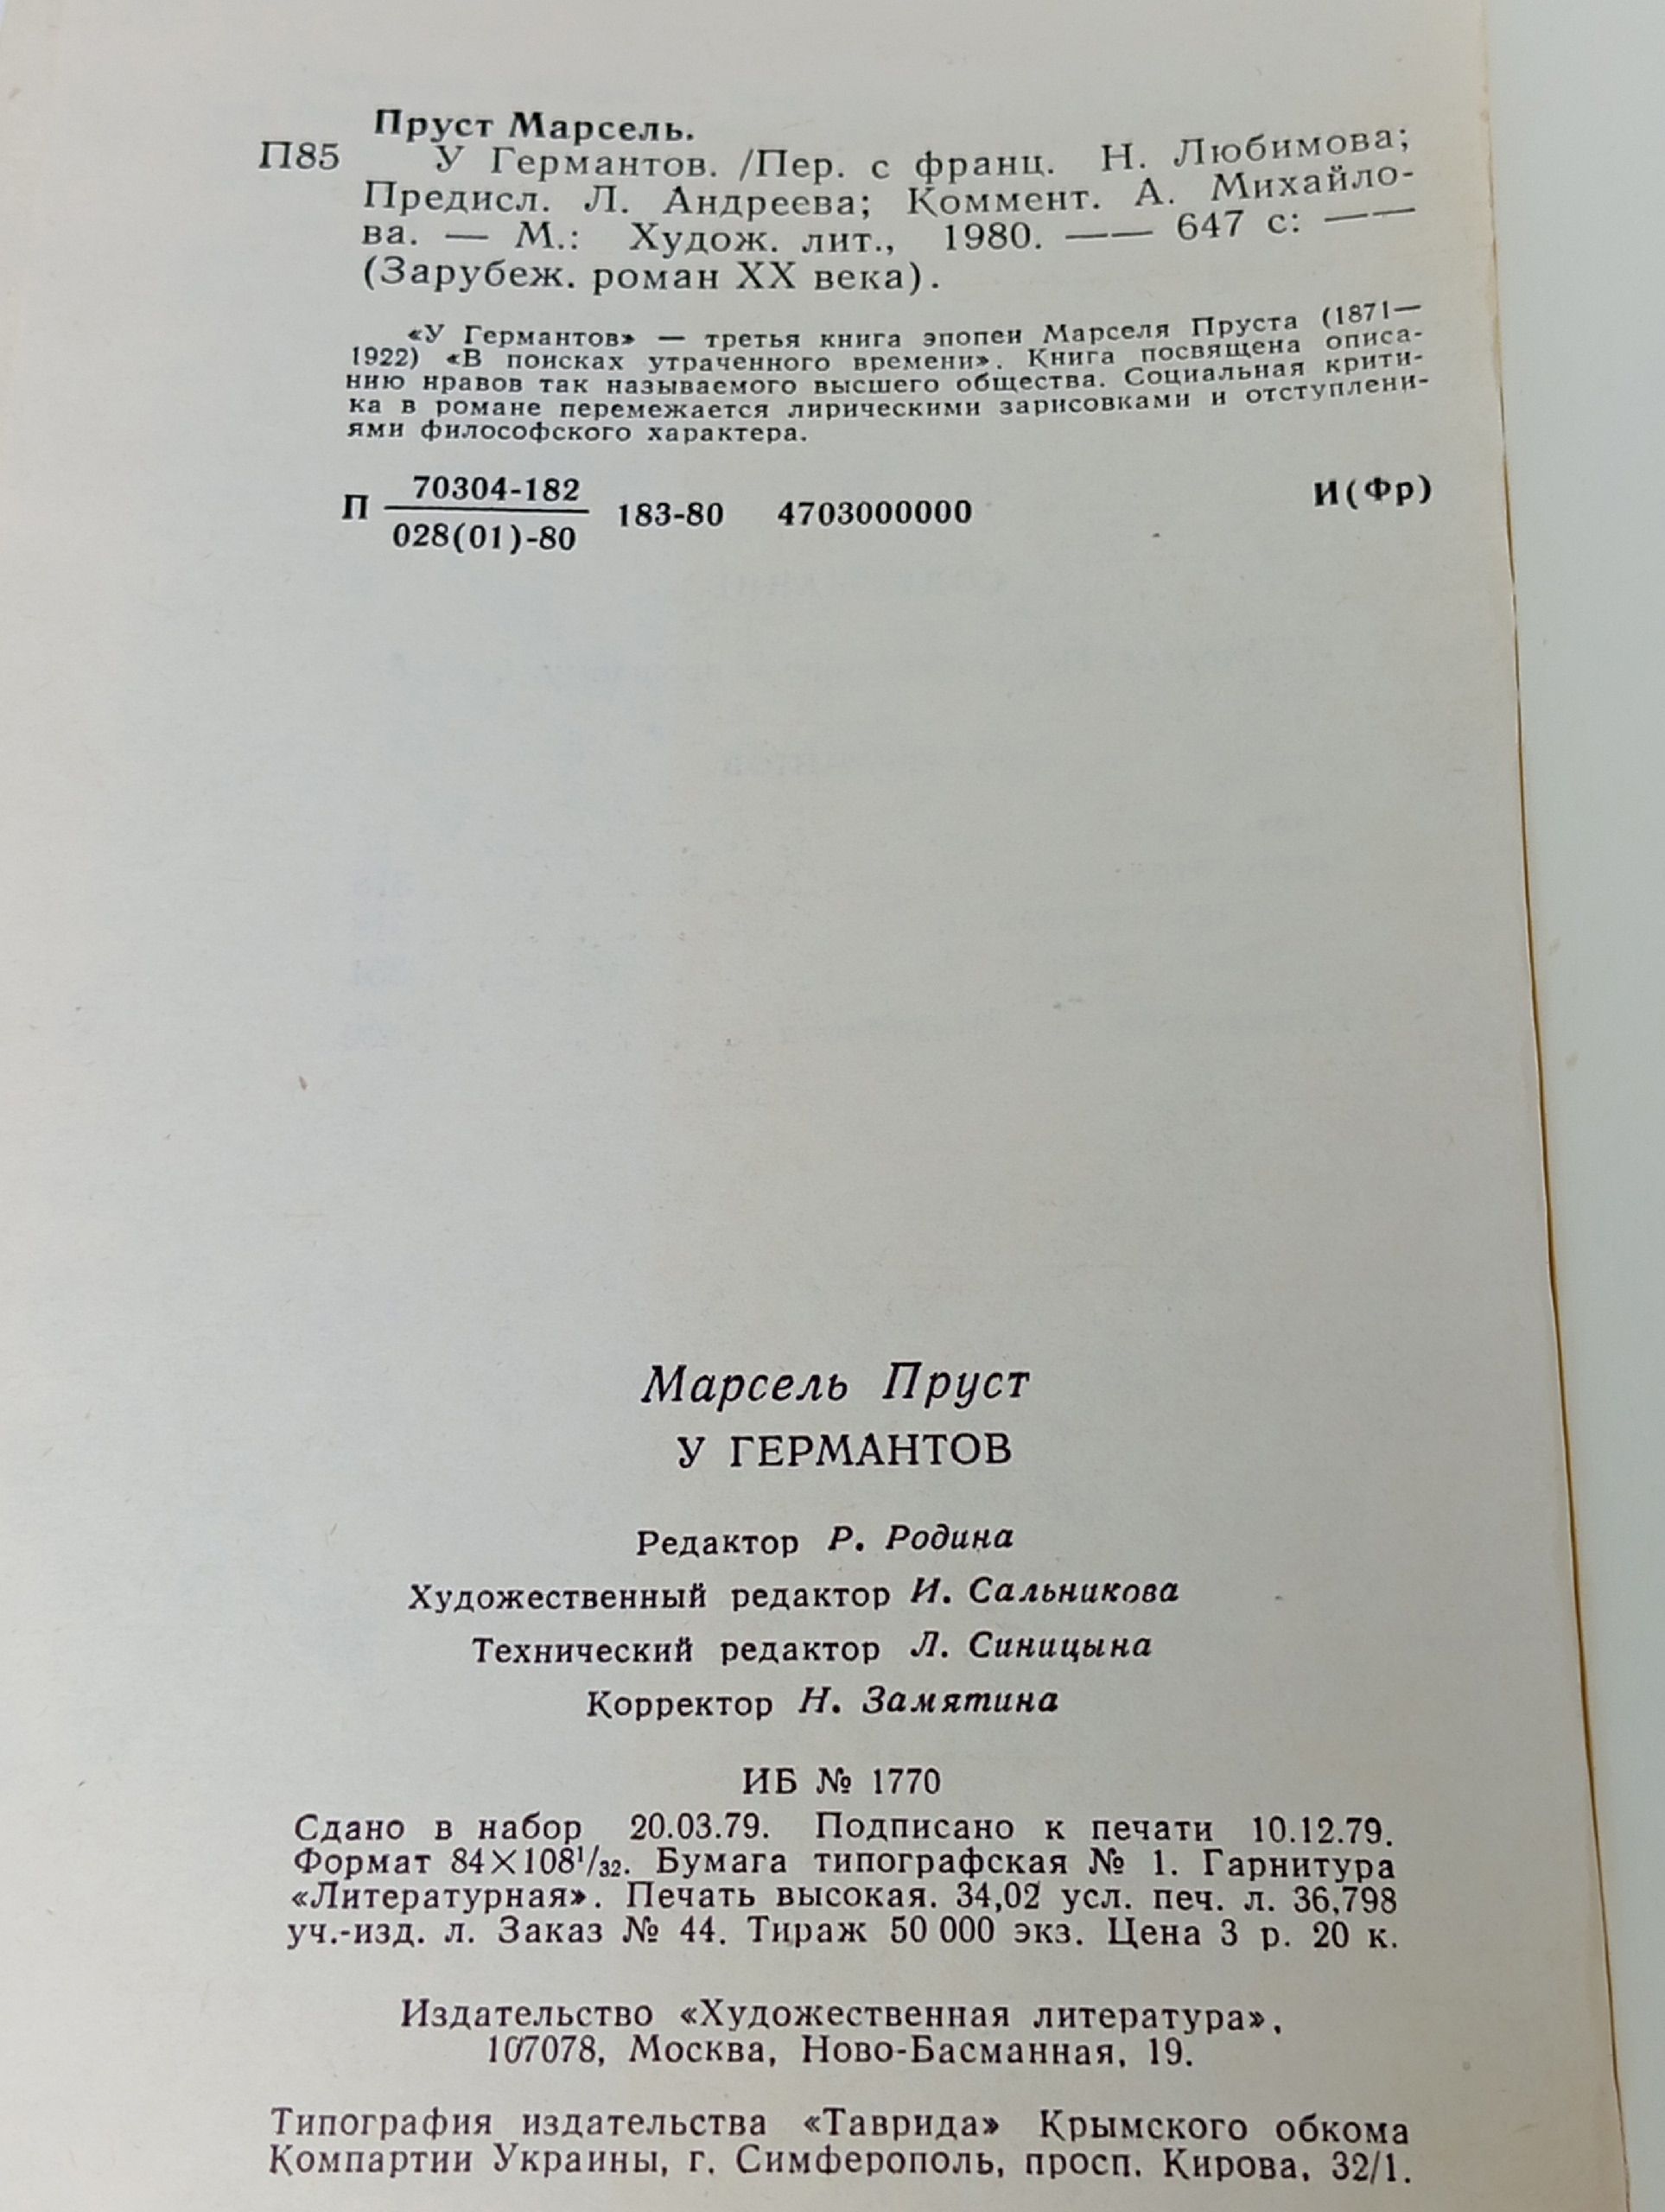 Пруст Марсель.
П85 У Германтов. /Пер. с франц. Н. Любимова;
Предисл. Л. Андреева; Коммент. А. Михайло-
ва. — М.: Худож. лит., 1980. —— 647 с: ——
(Зарубеж. роман XX века).
«У Германтов» — третья книга эпопеи Марселя Пруста (1871—
1922) «В поисках утраченного времени». Книга посвящена описа-
нию нравов так называемого высшего общества. Социальная крити-
ка в романе перемежается лирическими зарисовками и отступлени-
ями философского характера.
П 70304-182 / 028(01)-80 183-80 4703000000 И(Фр)
Марсель Пруст
У ГЕРМАНТОВ
Редактор Р. Родина
Художественный редактор И. Сальникова
Технический редактор Л. Синицына
Корректор Н. Замятина
ИБ № 1770
Сдано в набор 20.03.79. Подписано к печати 10.12.79.
Формат 84×108¹/₃₂. Бумага типографская № 1. Гарнитура
«Литературная». Печать высокая. 34,02 усл. печ. л. 36,798
уч.-изд. л. Заказ № 44. Тираж 50 000 экз. Цена 3 р. 20 к.
Издательство «Художественная литература»,
107078, Москва, Ново-Басманная, 19.
Типография издательства «Таврида» Крымского обкома
Компартии Украины, г. Симферополь, просп. Кирова, 32/1.